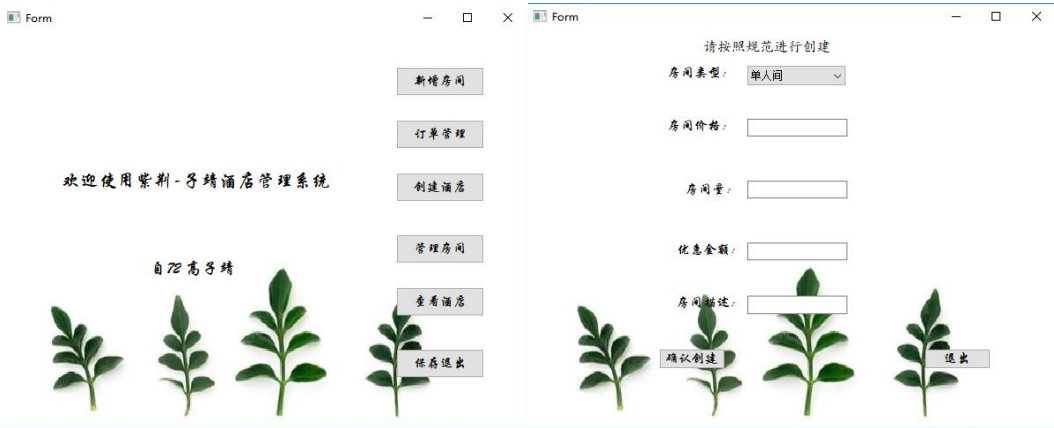 Form
新增房间
订单管理
欢迎使用紫荆-子靖酒店管理系统
创建酒店
管理房间
自72 高子靖
查看酒店
保存退出
Form
请按照规范进行创建
房间类型： 单人间
房间价格：
房间量：
优惠金额：
房间描述：
确认创建 退出